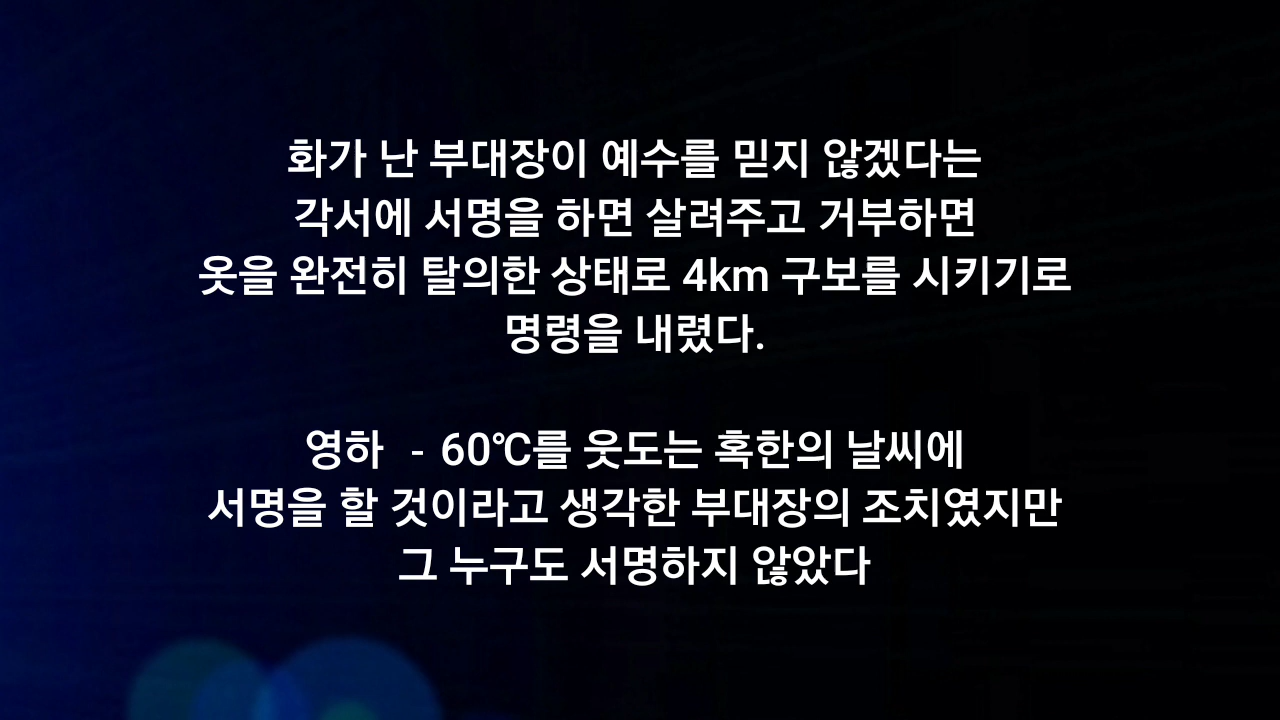 화가 난 부대장이 예수를 믿지 않겠다는
각서에 서명을 하면 살려주고 거부하면
옷을 완전히 탈의한 상태로 4km 구보를 시키기로
명령을 내렸다.
영하 - 60℃를 웃도는 혹한의 날씨에
서명을 할 것이라고 생각한 부대장의 조치였지만
그 누구도 서명하지 않았다